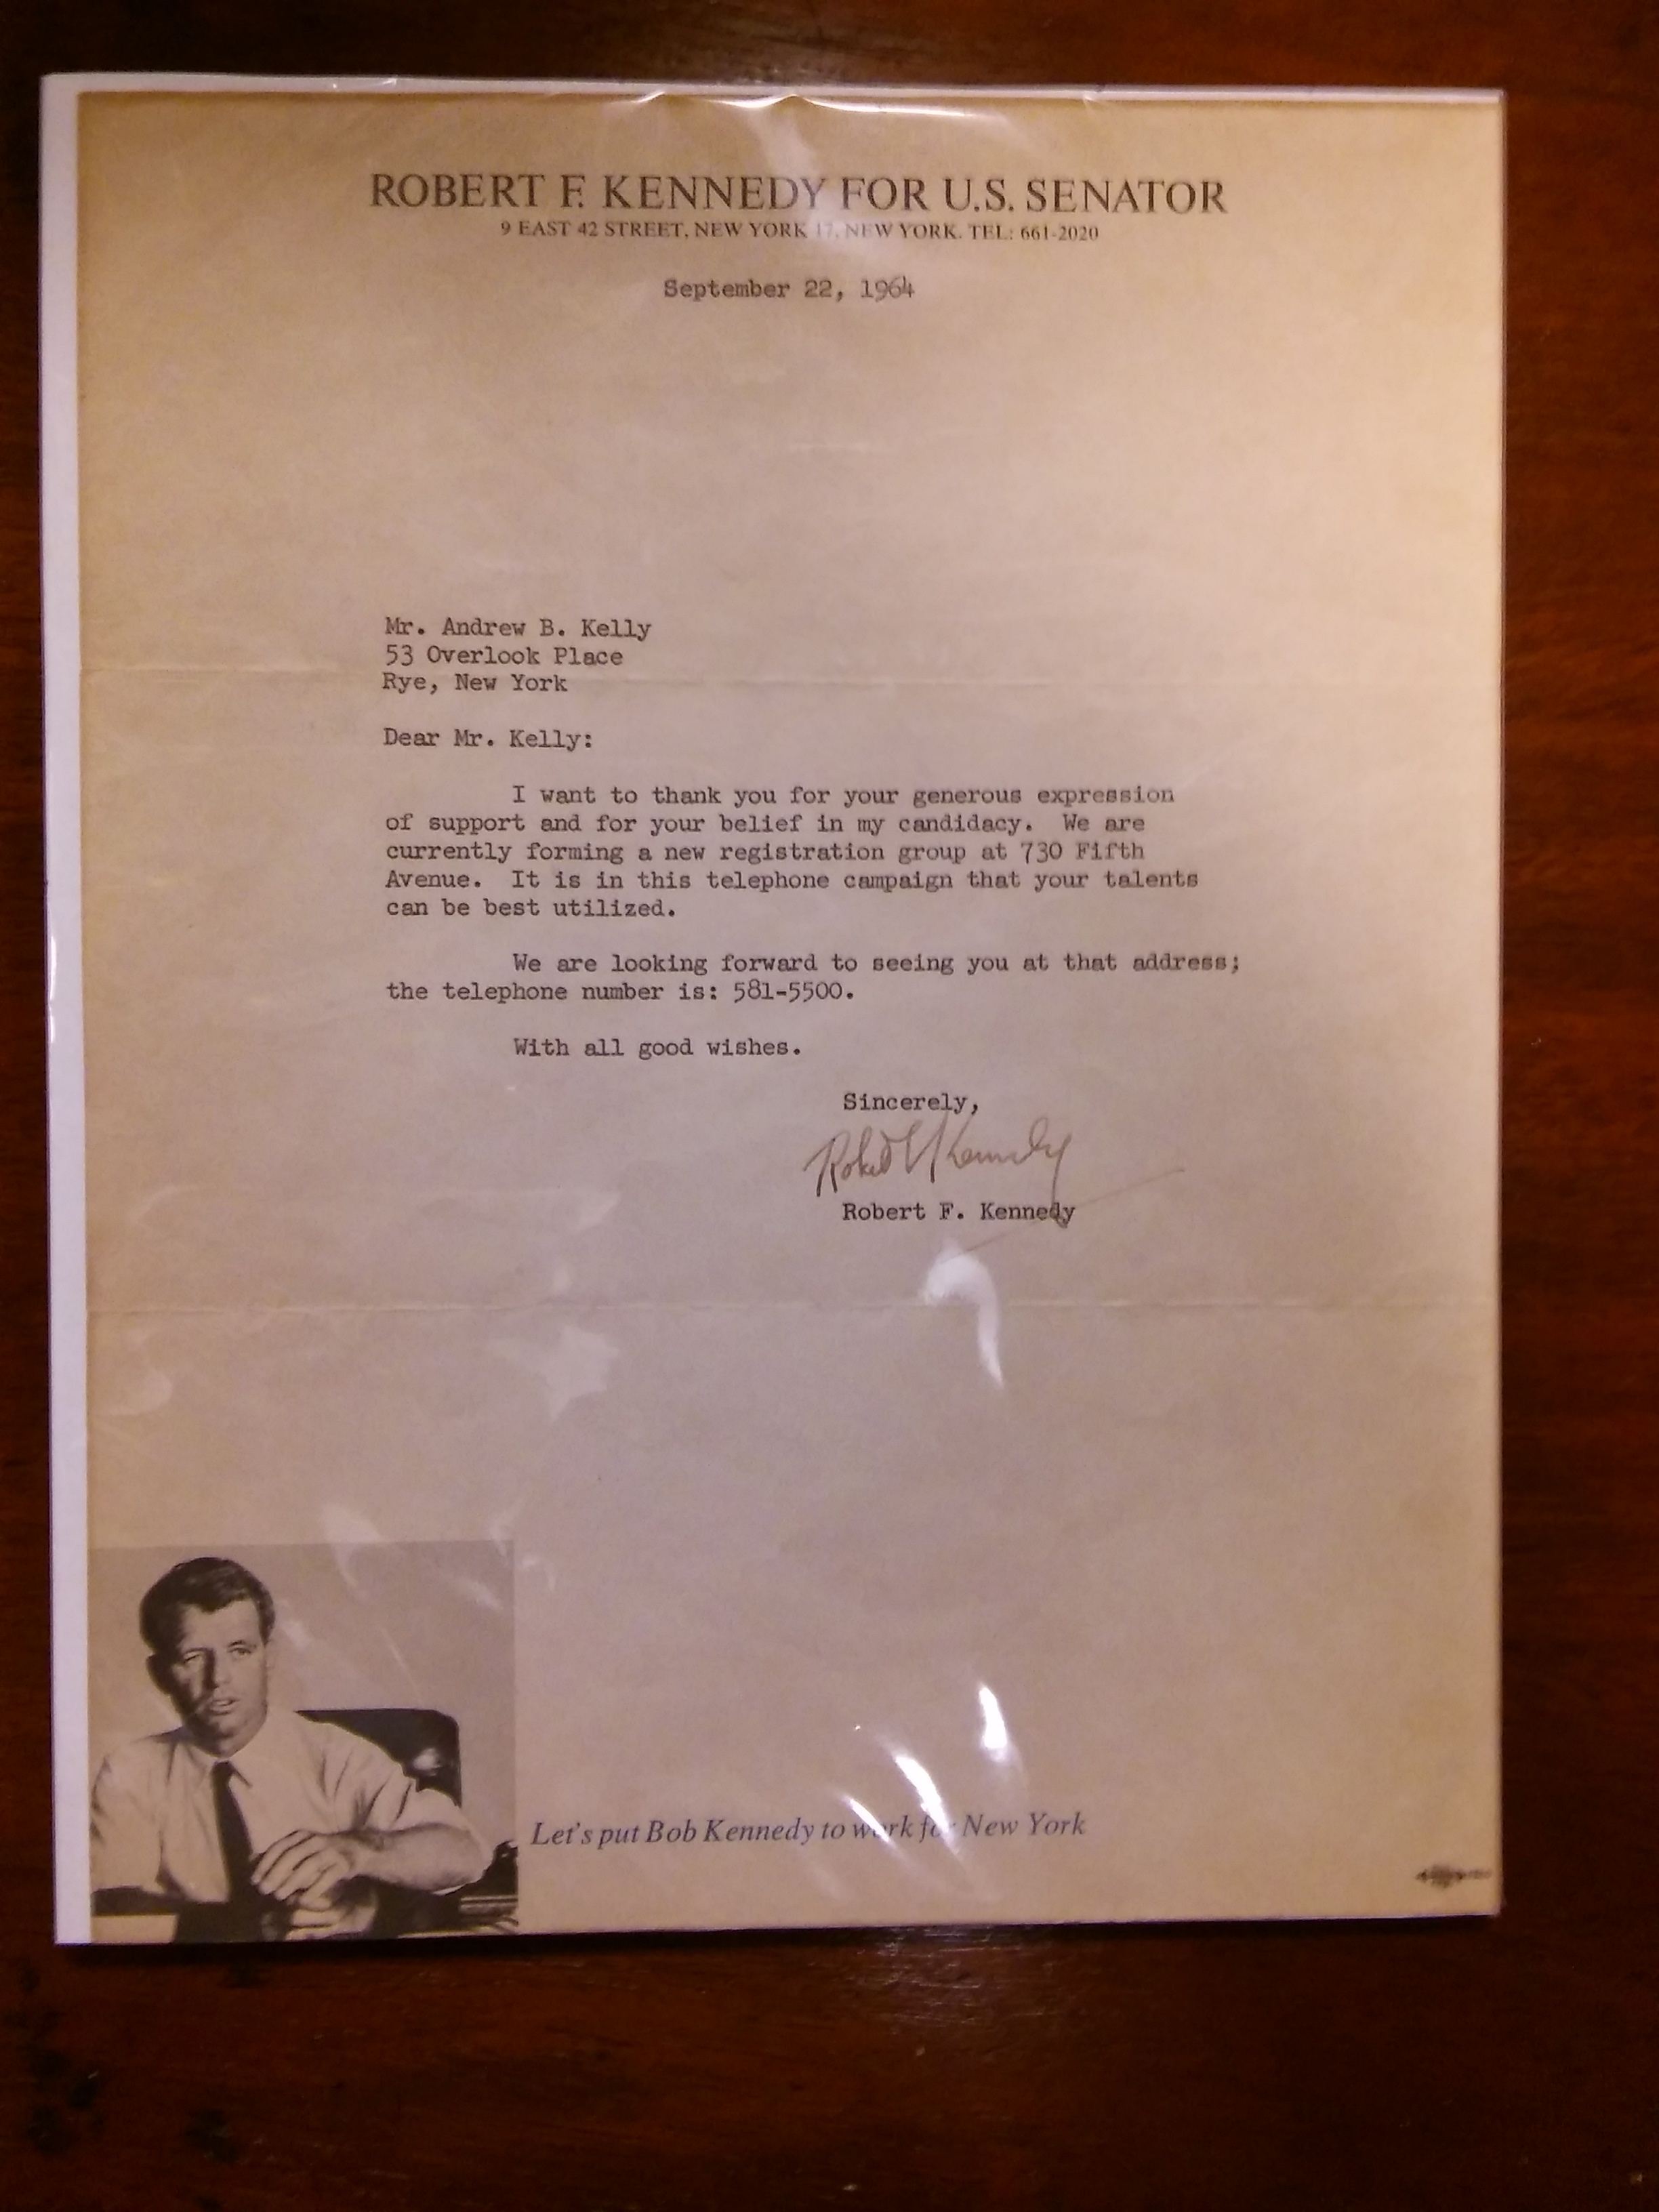 ROBERT F. KENNEDY FOR U.S. SENATOR
9 EAST 42 STREET, NEW YORK 17, NEW YORK. TEL: 661-2020
September 22, 1964
Mr. Andrew B. Kelly
53 Overlook Place
Rye, New York
Dear Mr. Kelly:
I want to thank you for your generous expression
of support and for your belief in my candidacy. We are
currently forming a new registration group at 730 Fifth
Avenue. It is in this telephone campaign that your talents
can be best utilized.
We are looking forward to seeing you at that address;
the telephone number is: 581-5500.
With all good wishes.
Sincerely,
Robert F Kennedy
Robert F. Kennedy
Let's put Bob Kennedy to work for New York